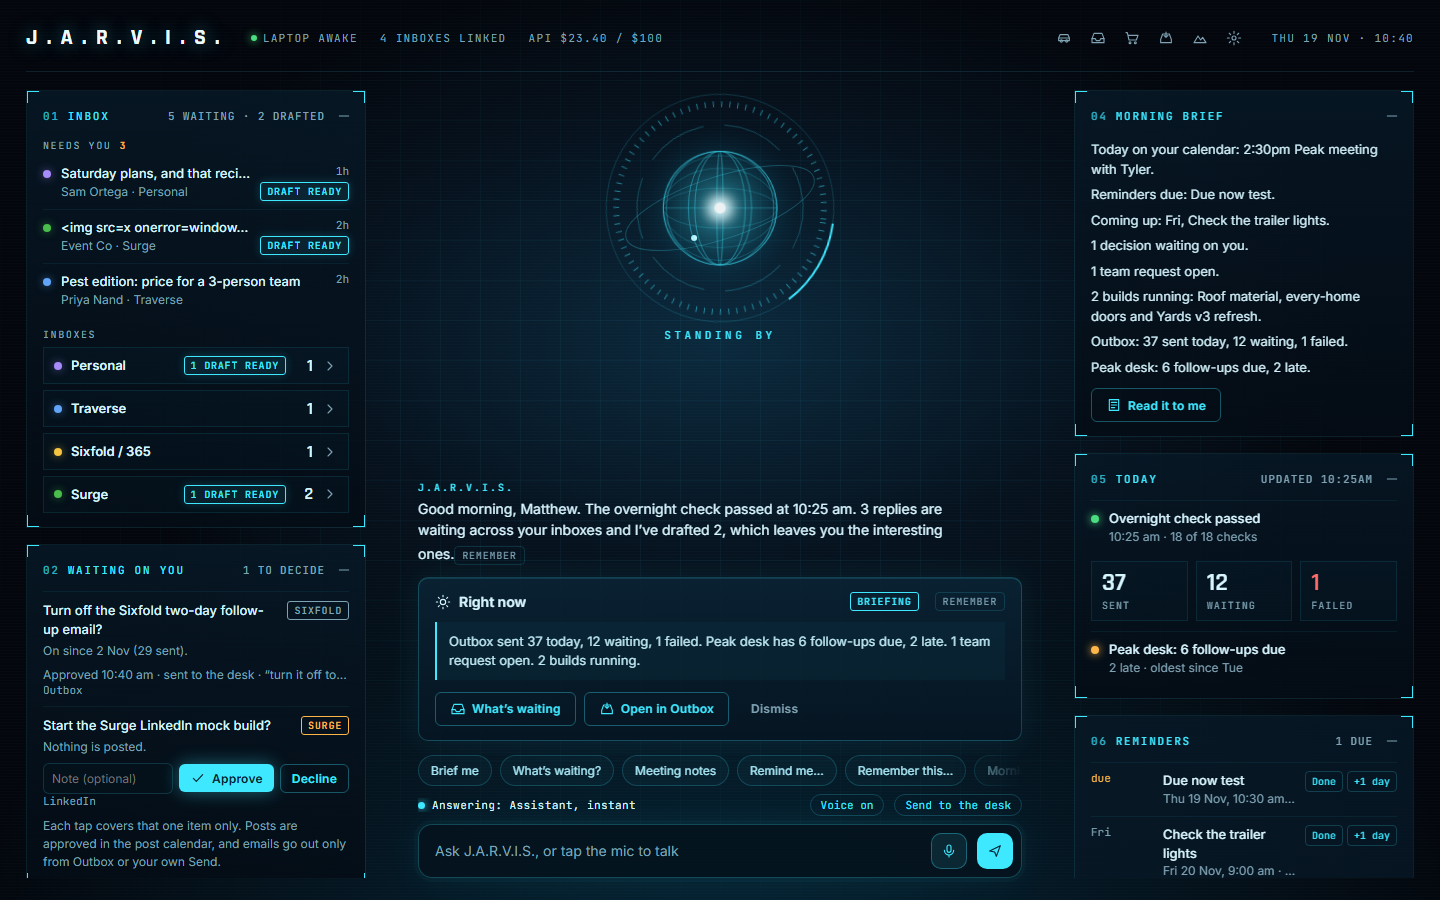 J.A.R.V.I.S.
LAPTOP AWAKE 4 INBOXES LINKED API $23.40 / $100
THU 19 NOV · 10:40
01 INBOX 5 WAITING · 2 DRAFTED
NEEDS YOU 3
Saturday plans, and that reci... 1h
Sam Ortega · Personal DRAFT READY
<img src=x onerror=window... 2h
Event Co · Surge DRAFT READY
Pest edition: price for a 3-person team 2h
Priya Nand · Traverse
INBOXES
Personal 1 DRAFT READY 1
Traverse 1
Sixfold / 365 1
Surge 1 DRAFT READY 2
02 WAITING ON YOU 1 TO DECIDE
Turn off the Sixfold two-day follow-
up email?
SIXFOLD
On since 2 Nov (29 sent).
Approved 10:40 am · sent to the desk · “turn it off to...
Outbox
Start the Surge LinkedIn mock build? SURGE
Nothing is posted.
Note (optional) Approve Decline
LinkedIn
Each tap covers that one item only. Posts are
approved in the post calendar, and emails go out only
from Outbox or your own Send.
STANDING BY
J.A.R.V.I.S.
Good morning, Matthew. The overnight check passed at 10:25 am. 3 replies are
waiting across your inboxes and I’ve drafted 2, which leaves you the interesting
ones. REMEMBER
Right now BRIEFING REMEMBER
Outbox sent 37 today, 12 waiting, 1 failed. Peak desk has 6 follow-ups due, 2 late. 1 team
request open. 2 builds running.
What’s waiting Open in Outbox Dismiss
Brief me What’s waiting? Meeting notes Remind me... Remember this... Morn
Answering: Assistant, instant Voice on Send to the desk
Ask J.A.R.V.I.S., or tap the mic to talk
04 MORNING BRIEF
Today on your calendar: 2:30pm Peak meeting
with Tyler.
Reminders due: Due now test.
Coming up: Fri, Check the trailer lights.
1 decision waiting on you.
1 team request open.
2 builds running: Roof material, every-home
doors and Yards v3 refresh.
Outbox: 37 sent today, 12 waiting, 1 failed.
Peak desk: 6 follow-ups due, 2 late.
Read it to me
05 TODAY UPDATED 10:25AM
Overnight check passed
10:25 am · 18 of 18 checks
37 12 1
SENT WAITING FAILED
Peak desk: 6 follow-ups due
2 late · oldest since Tue
06 REMINDERS 1 DUE
due Due now test Done +1 day
Thu 19 Nov, 10:30 am...
Fri Check the trailer Done +1 day
lights
Fri 20 Nov, 9:00 am · ...